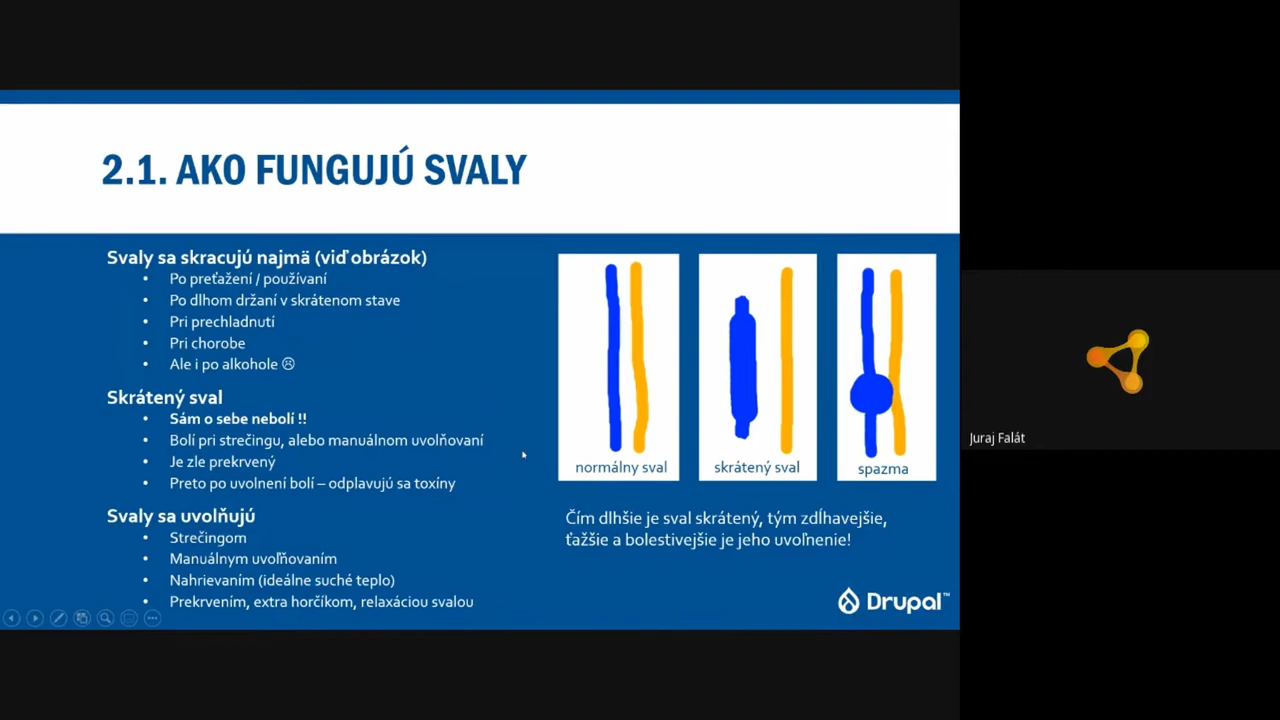 2.1. AKO FUNGUJÚ SVALY
Svaly sa skracujú najmä (viď obrázok)
• Po preťažení / používaní
• Po dlhom držaní v skrátenom stave
• Pri prechladnutí
• Pri chorobe
• Ale i po alkohole ☹
Skrátený sval
• Sám o sebe nebolí !!
• Bolí pri strečingu, alebo manuálnom uvoľňovaní
• Je zle prekrvený
• Preto po uvolnení bolí – odplavujú sa toxíny
Svaly sa uvolňujú
• Strečingom
• Manuálnym uvoľňovaním
• Nahrievaním (ideálne suché teplo)
• Prekrvením, extra horčíkom, relaxáciou svalou
normálny sval
skrátený sval
spazma
Čím dlhšie je sval skrátený, tým zdĺhavejšie,
ťažšie a bolestivejšie je jeho uvoľnenie!
Drupal™
Juraj Falát